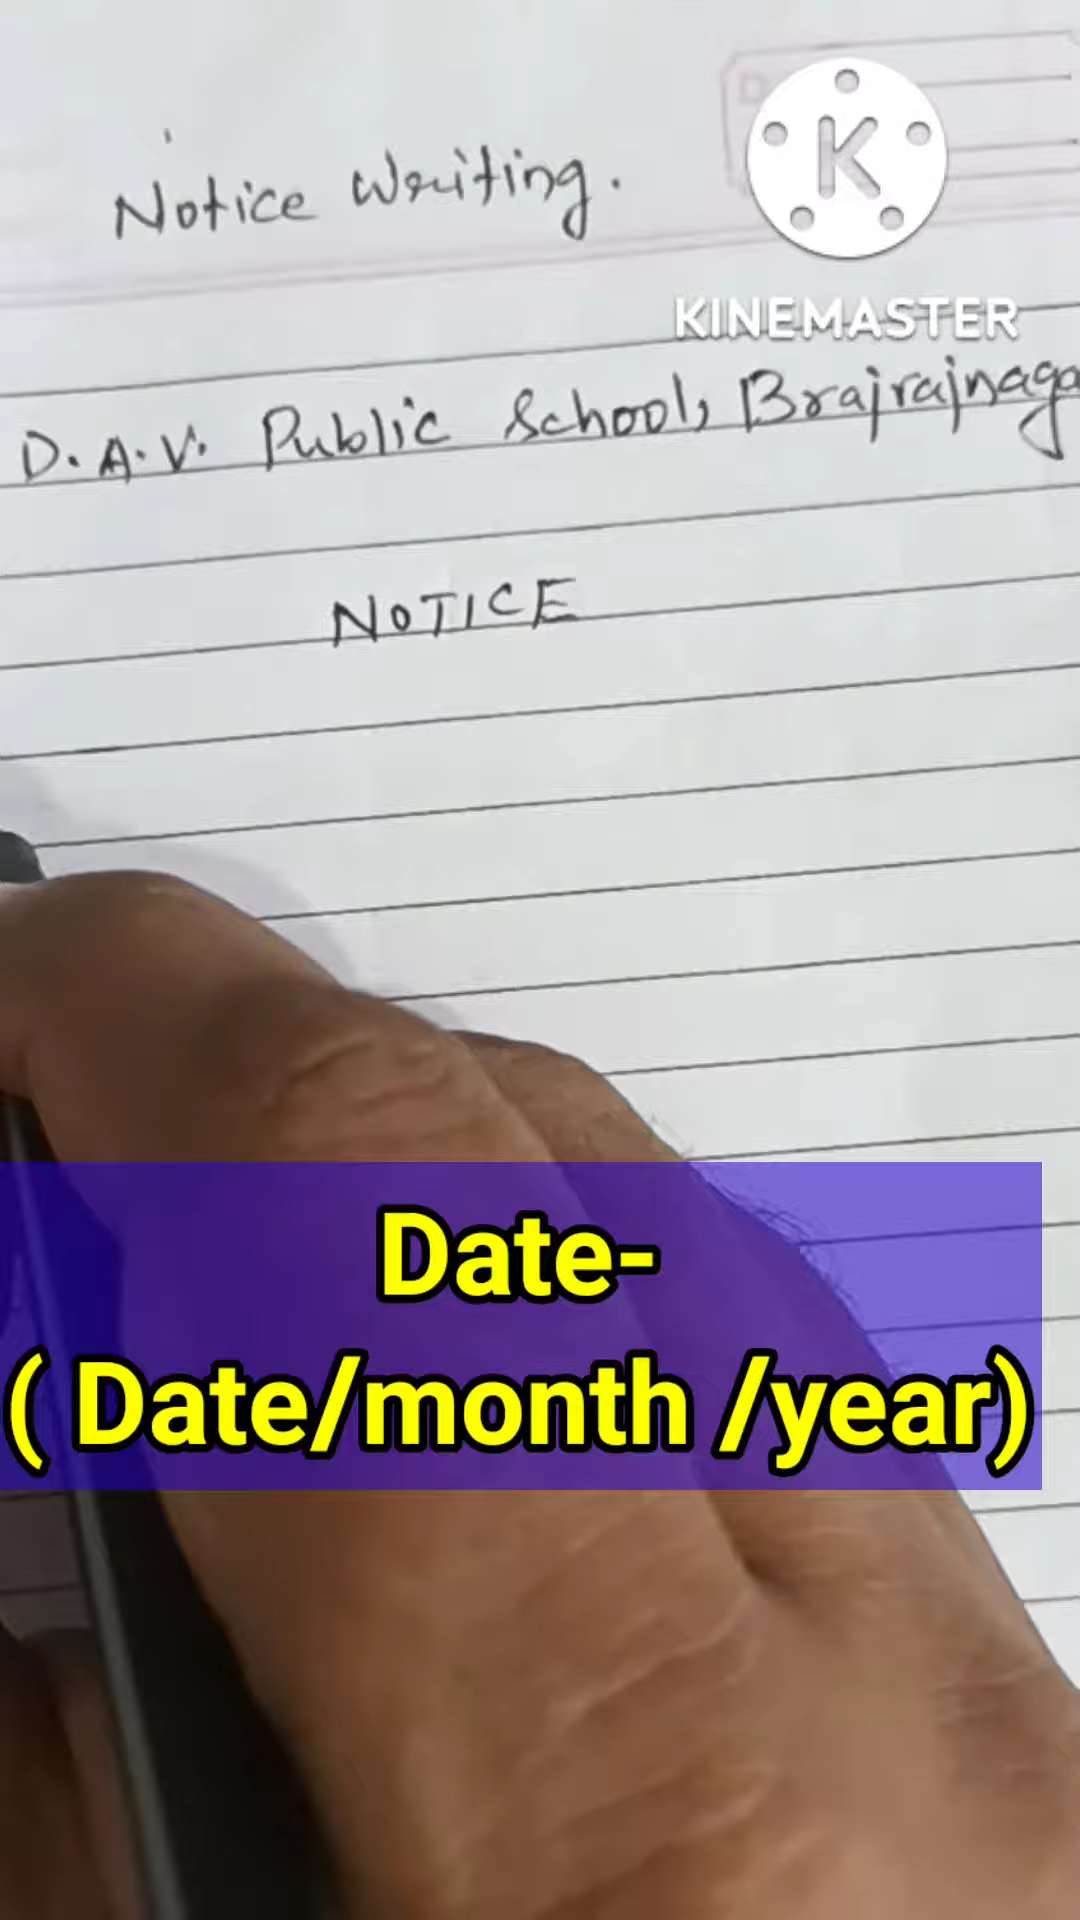 Notice Writing.
K
KINEMASTER
D.A.V. Public School, Brajrajnaga
NOTICE
Date-
( Date/month /year)